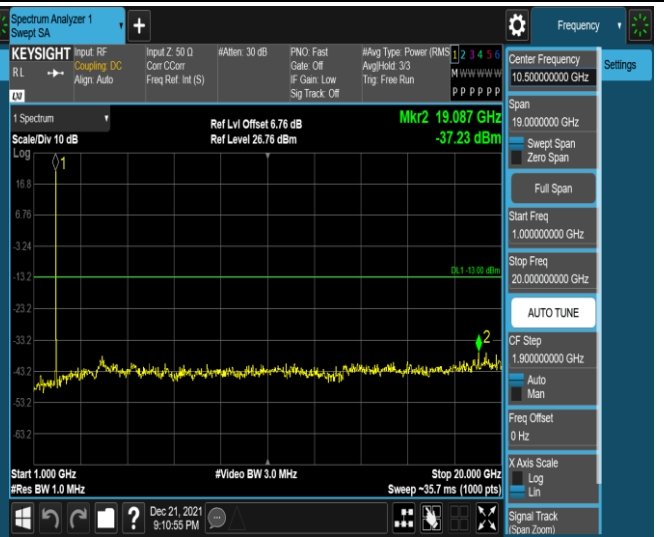 Spectrum Analyzer 1
Swept SA
Frequency
KEYSIGHT
RL
LXI
Input: RF
Coupling: DC
Align: Auto
Input Z: 50 Ω
Corr CCorr
Freq Ref: Int (S)
#Atten: 30 dB
PNO: Fast
Gate: Off
IF Gain: Low
Sig Track: Off
#Avg Type: Power (RMS
Avg|Hold: 3/3
Trig: Free Run
1 2 3 4 5 6
M W W W W W
P P P P P P
Settings
1 Spectrum
Scale/Div 10 dB
Log
Ref Lvl Offset 6.76 dB
Ref Level 26.76 dBm
Mkr2 19.087 GHz
-37.23 dBm
1
16.8
6.76
-3.24
-13.2
DL1 -13.00 dBm
-23.2
-33.2
2
-43.2
-53.2
-63.2
Start 1.000 GHz
#Res BW 1.0 MHz
#Video BW 3.0 MHz
Stop 20.000 GHz
Sweep ~35.7 ms (1000 pts)
Center Frequency
10.500000000 GHz
Span
19.0000000 GHz
Swept Span
Zero Span
Full Span
Start Freq
1.000000000 GHz
Stop Freq
20.000000000 GHz
AUTO TUNE
CF Step
1.900000000 GHz
Auto
Man
Freq Offset
0 Hz
X Axis Scale
Log
Lin
Signal Track
(Span Zoom)
?
Dec 21, 2021
9:10:55 PM